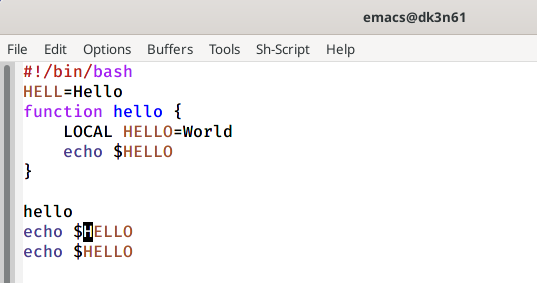 emacs@dk3n61
File Edit Options Buffers Tools Sh-Script Help
#!/bin/bash
HELL=Hello
function hello {
    LOCAL HELLO=World
    echo $HELLO
}
hello
echo $HELLO
echo $HELLO